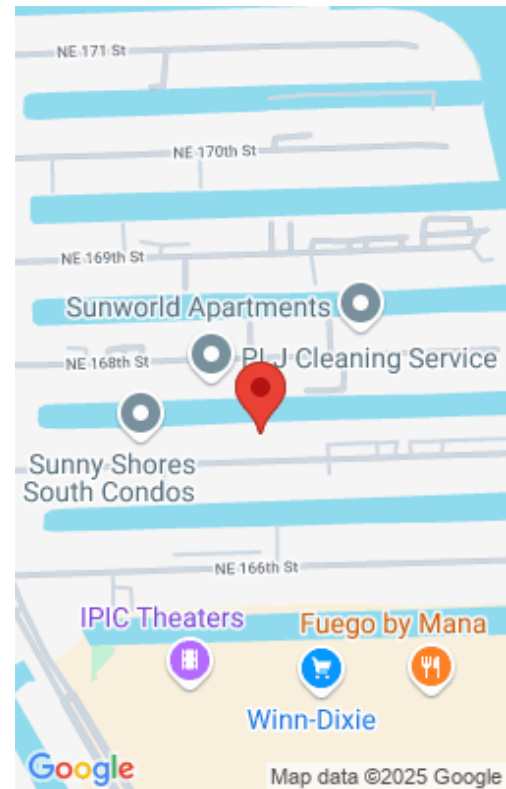 NE 171 St
NE 170th St
NE 169th St
Sunworld Apartments
PLJ Cleaning Service
NE 168th St
Sunny Shores
South Condos
NE 166th St
IPIC Theaters
Fuego by Mana
Winn-Dixie
Google
Map data ©2025 Google